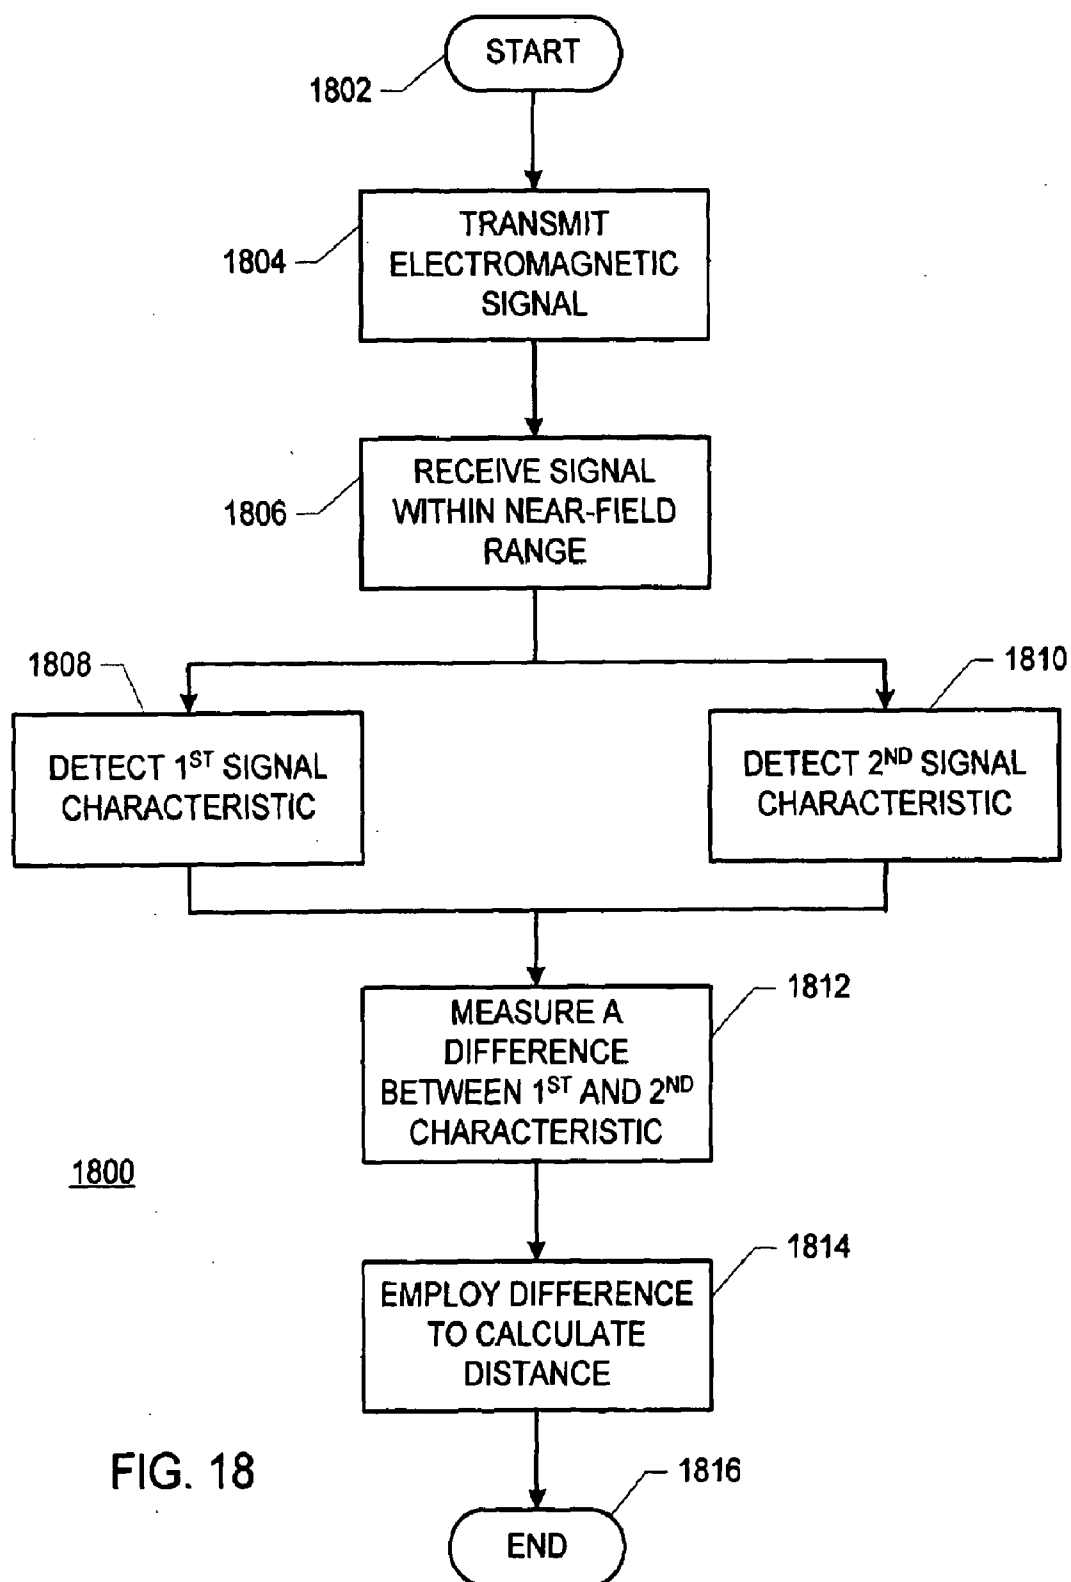 START
1802
TRANSMIT
ELECTROMAGNETIC
SIGNAL
1804
RECEIVE SIGNAL
WITHIN NEAR-FIELD
RANGE
1806
1808
1810
DETECT 1ST SIGNAL
CHARACTERISTIC
DETECT 2ND SIGNAL
CHARACTERISTIC
1812
MEASURE A
DIFFERENCE
BETWEEN 1ST AND 2ND
CHARACTERISTIC
1800
1814
EMPLOY DIFFERENCE
TO CALCULATE
DISTANCE
FIG. 18
1816
END